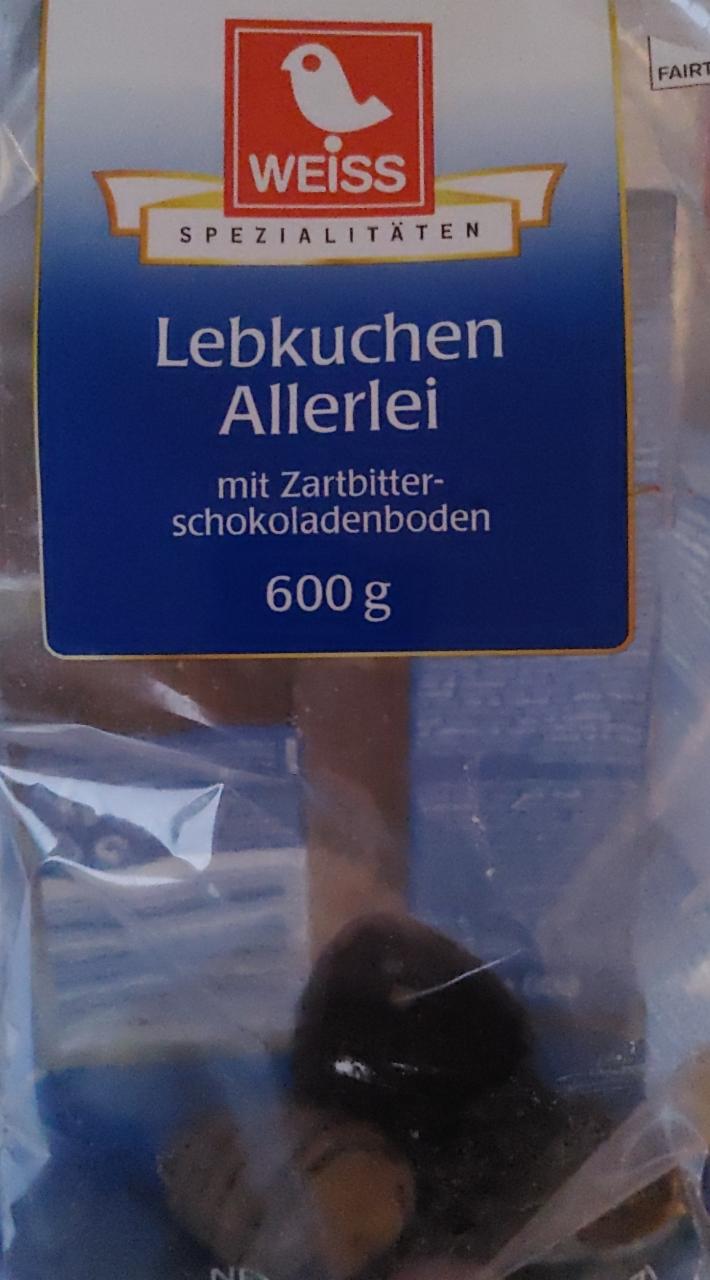 FAIRT
WEISS
SPEZIALITÄTEN
Lebkuchen
Allerlei
mit Zartbitter-
schokoladenboden
600 g